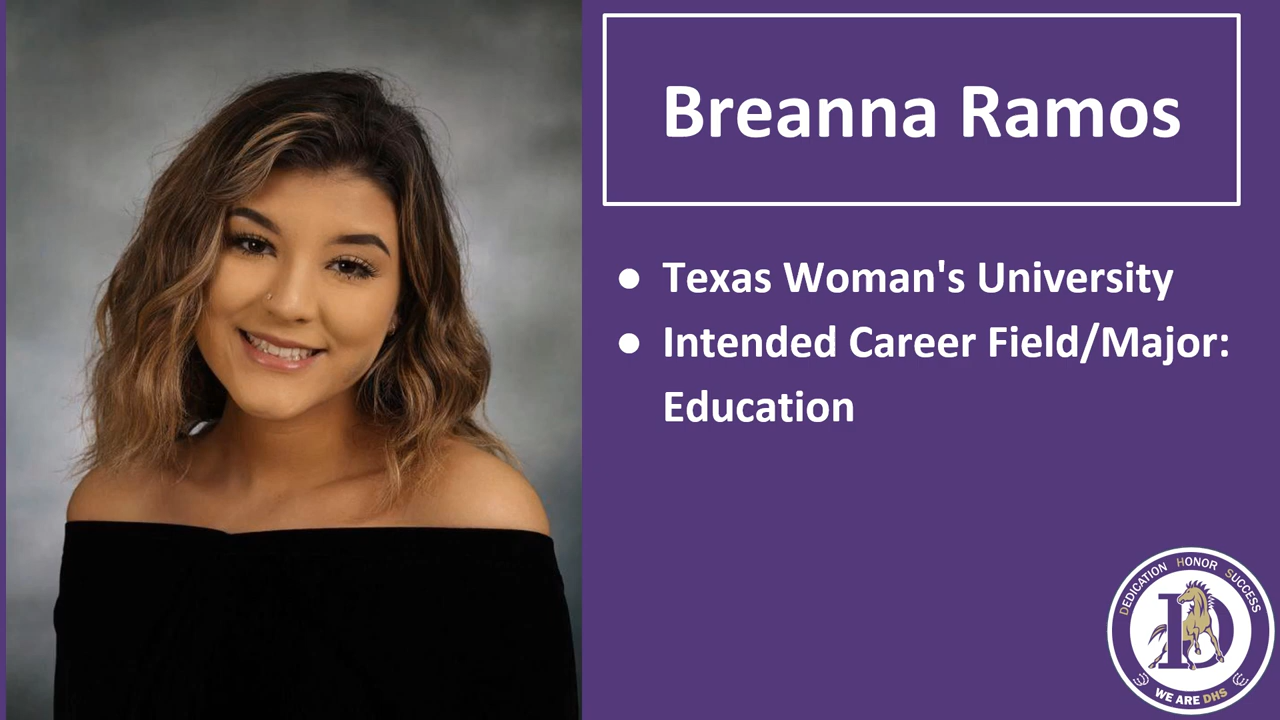 Breanna Ramos
● Texas Woman's University
● Intended Career Field/Major:
Education
DEDICATION HONOR SUCCESS
D
WE ARE DHS